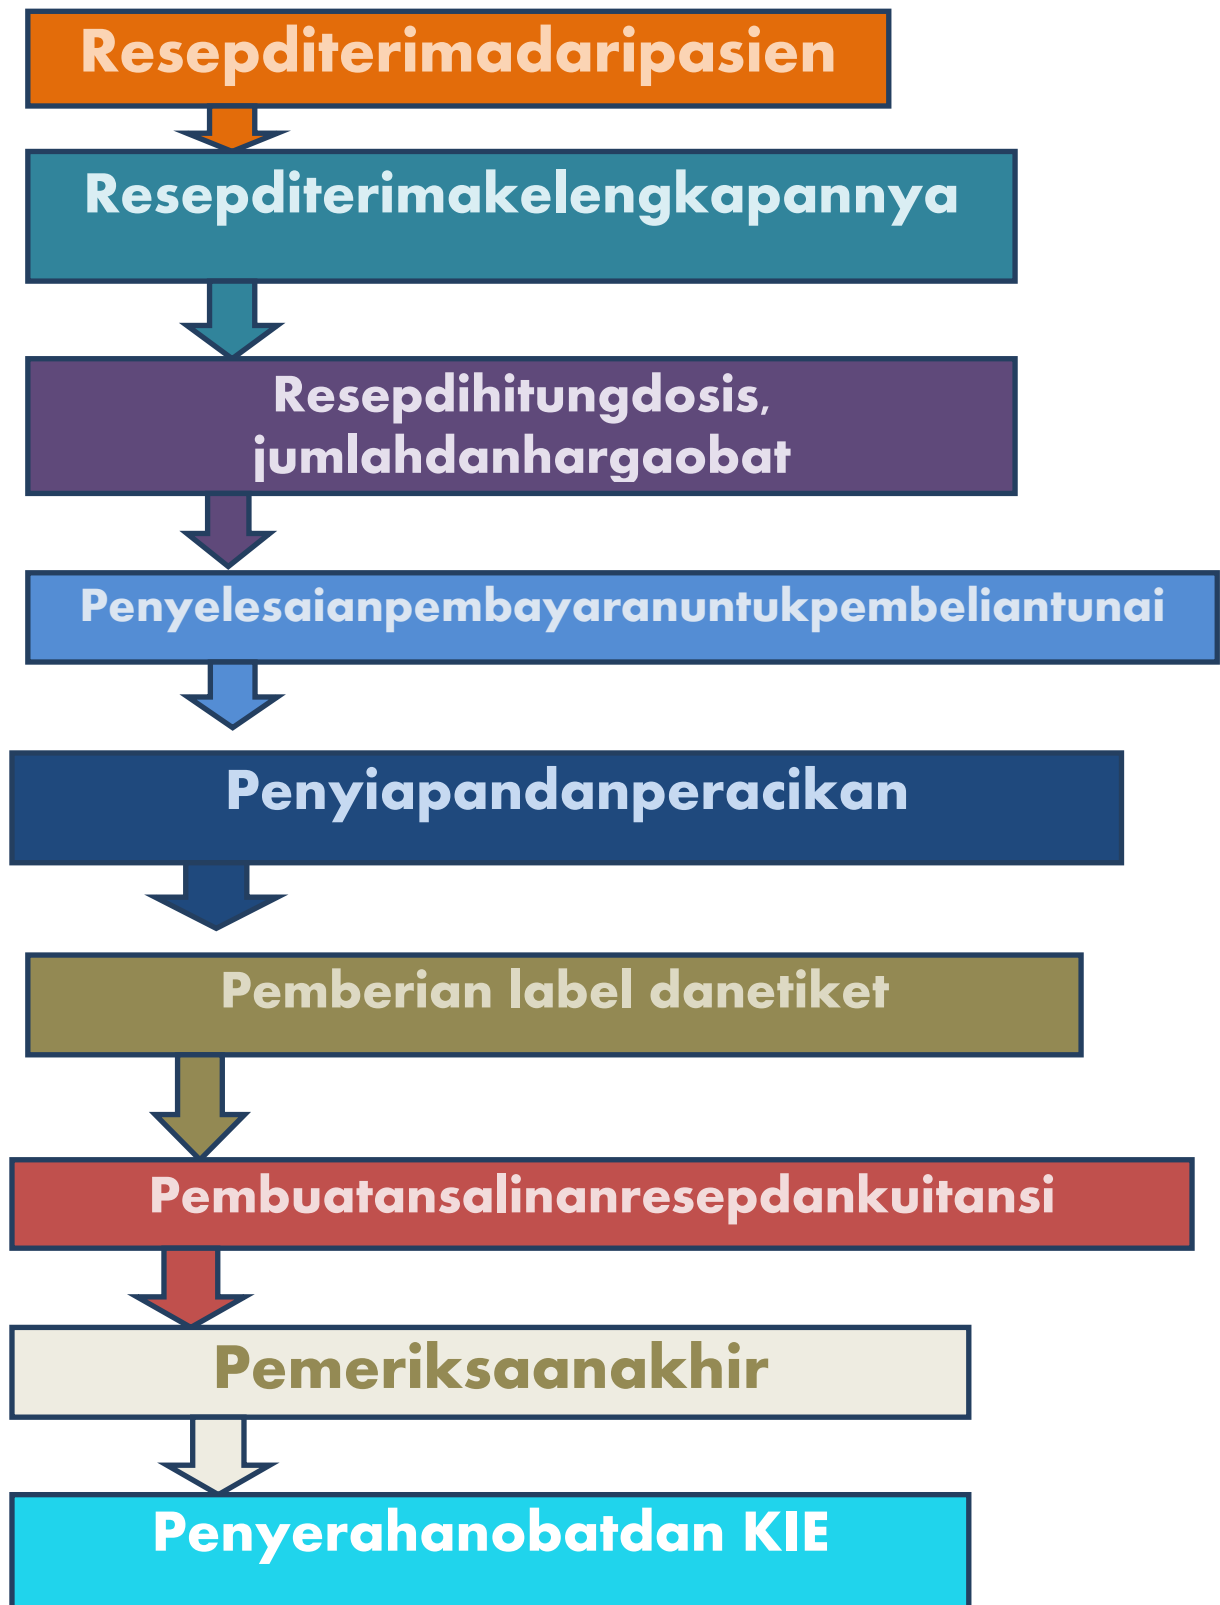 Resepditerimadaripasien
Resepditerimakelengkapannya
Resepdihitungdosis,
jumlahdanhargaobat
Penyelesaianpembayaranuntukpembeliantunai
Penyiapandanperacikan
Pemberian label danetiket
Pembuatansalinanresepdankuitansi
Pemeriksaanakhir
Penyerahanobatdan KIE